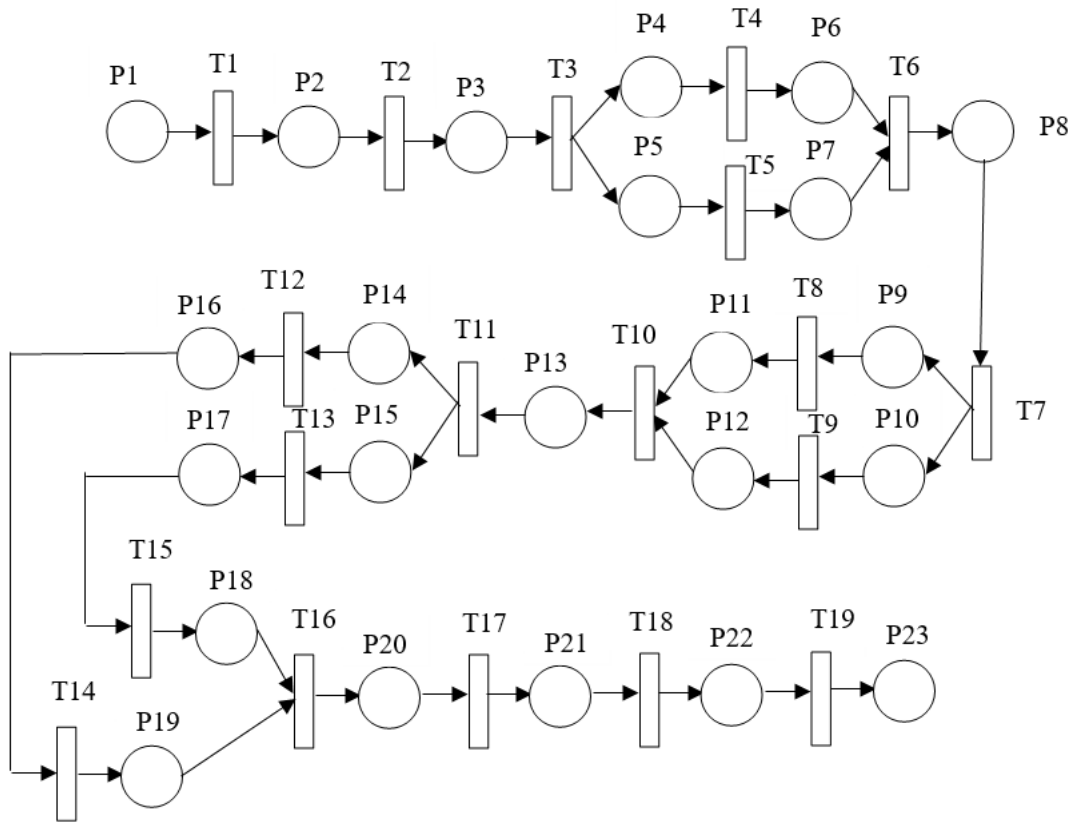 P1 T1 P2 T2 P3 T3 P4 T4 P6 T6
P5 T5 P7 P8
P16 T12 P14 T11 P13 T10 P11 T8 P9
P17 T13 P15 P12 T9 P10 T7
T15 P18 T16 P20 T17 P21 T18 P22 T19 P23
T14 P19